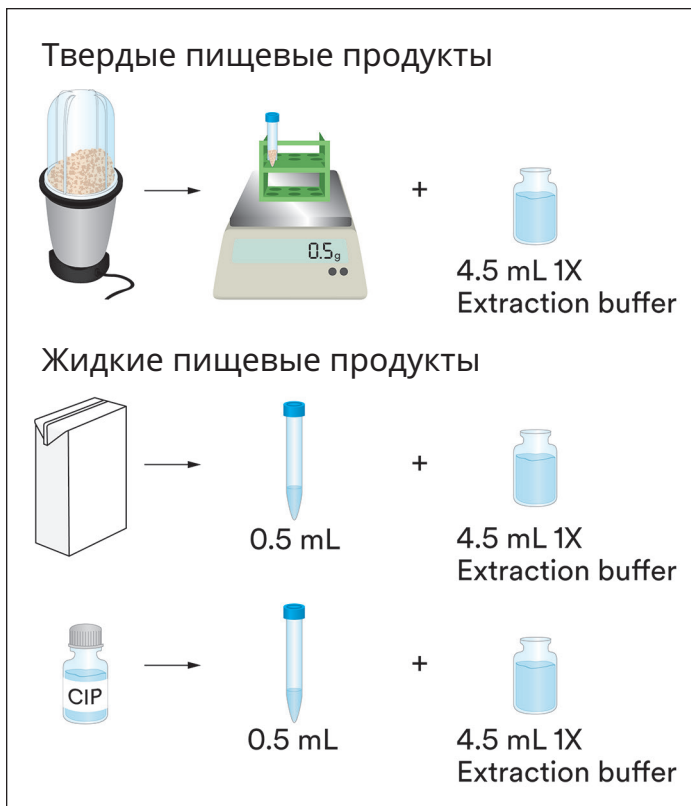 Твердые пищевые продукты
0.5g
+
4.5 mL 1X
Extraction buffer
Жидкие пищевые продукты
+
0.5 mL
4.5 mL 1X
Extraction buffer
CIP
+
0.5 mL
4.5 mL 1X
Extraction buffer